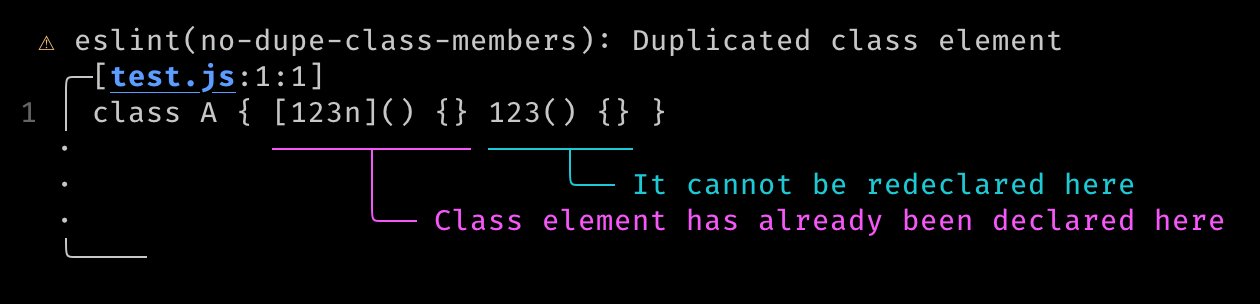 ⚠ eslint(no-dupe-class-members): Duplicated class element
[test.js:1:1]
1 class A { [123n]() {} 123() {} }
It cannot be redeclared here
Class element has already been declared here